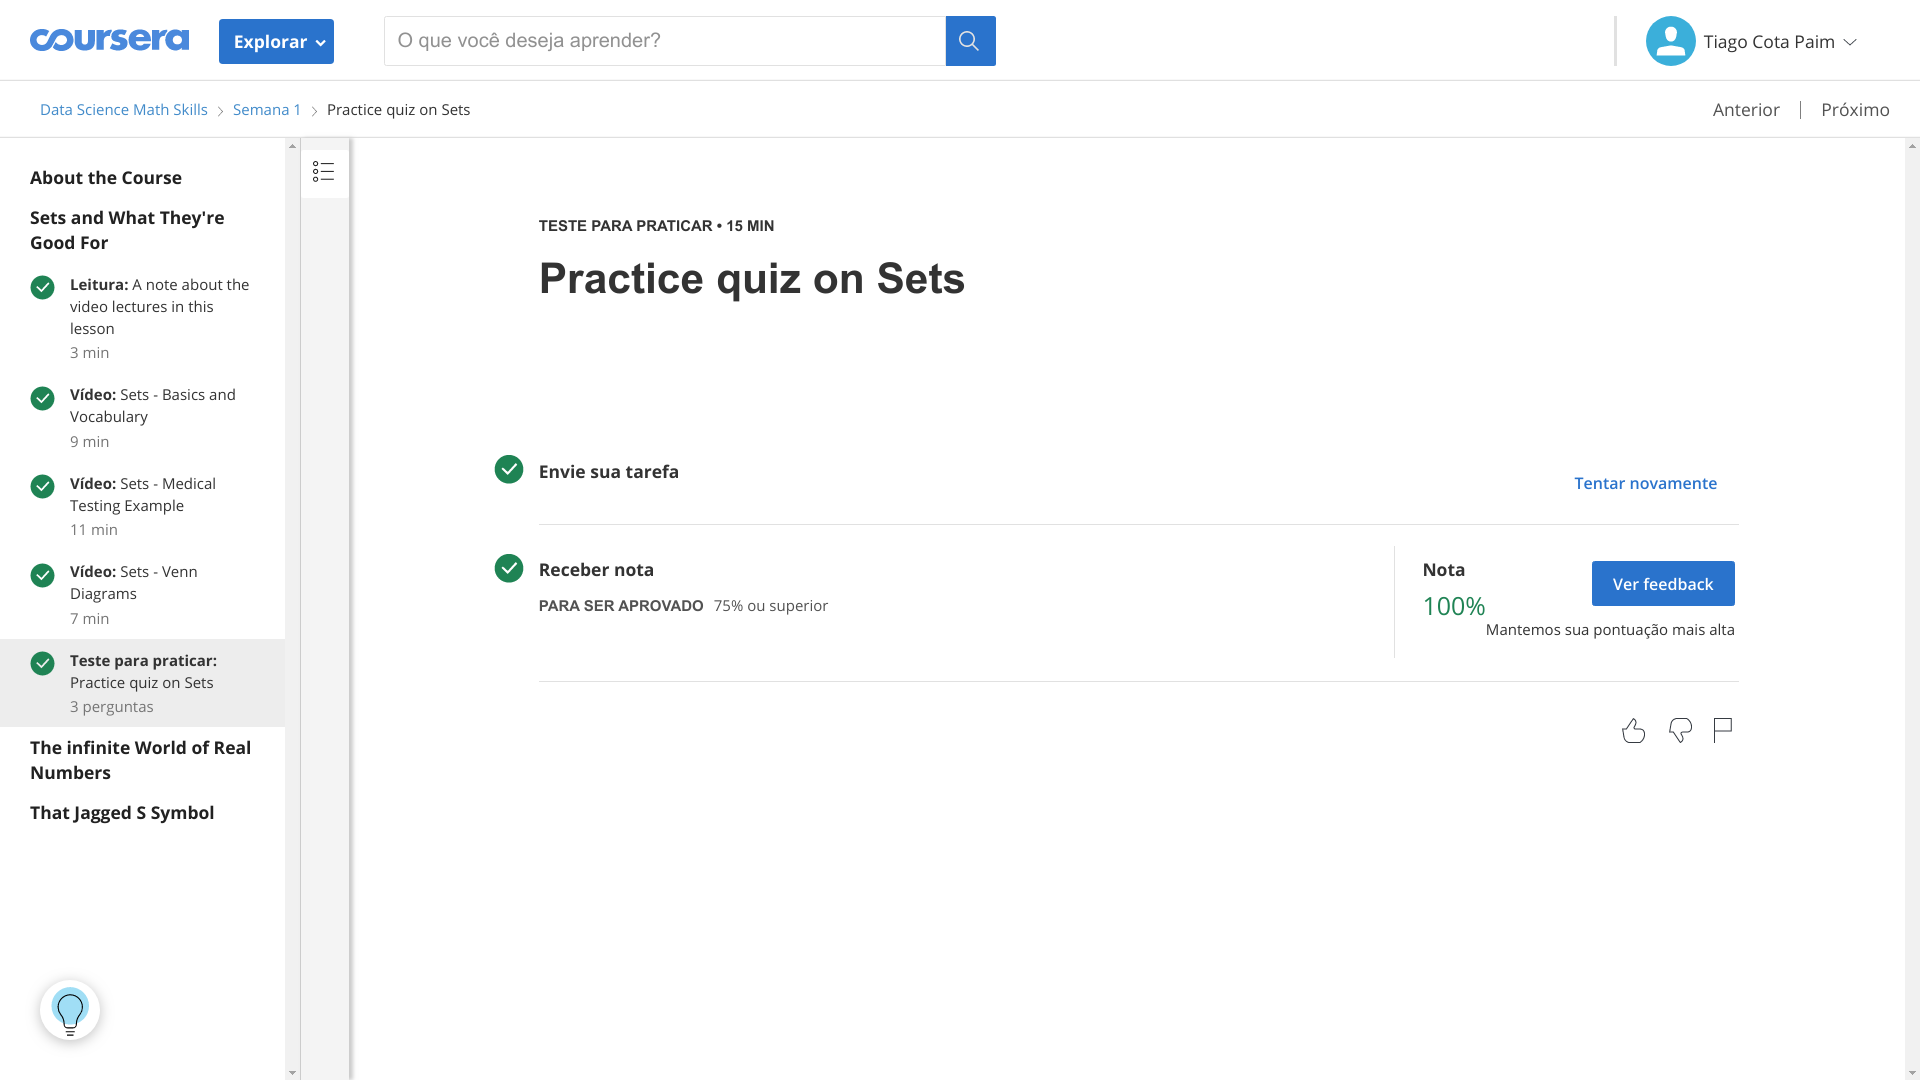 coursera
Explorar
O que você deseja aprender?
Tiago Cota Paim
Data Science Math Skills
Semana 1
Practice quiz on Sets
Anterior
Próximo
About the Course
Sets and What They're
Good For
Leitura: A note about the
video lectures in this
lesson
3 min
Vídeo: Sets - Basics and
Vocabulary
9 min
Vídeo: Sets - Medical
Testing Example
11 min
Vídeo: Sets - Venn
Diagrams
7 min
Teste para praticar:
Practice quiz on Sets
3 perguntas
The infinite World of Real
Numbers
That Jagged S Symbol
TESTE PARA PRATICAR • 15 MIN
Practice quiz on Sets
Envie sua tarefa
Tentar novamente
Receber nota
PARA SER APROVADO 75% ou superior
Nota
100%
Ver feedback
Mantemos sua pontuação mais alta